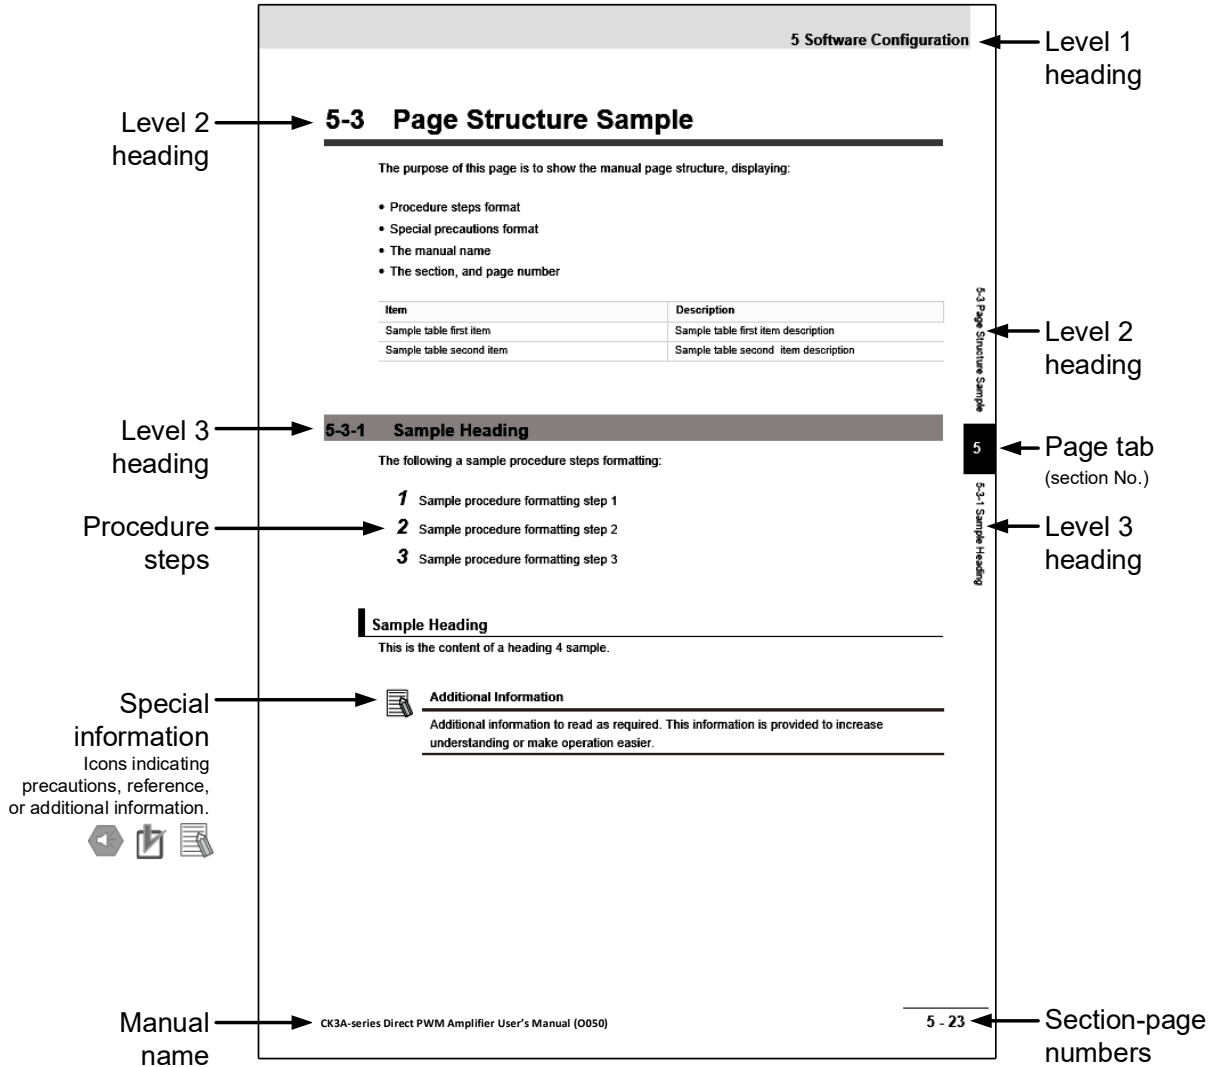 5 Software Configuration
Level 1
heading
Level 2
heading
5-3 Page Structure Sample
The purpose of this page is to show the manual page structure, displaying:
• Procedure steps format
• Special precautions format
• The manual name
• The section, and page number
Item Description
Sample table first item Sample table first item description
Sample table second item Sample table second item description
5-3 Page Structure Sample
Level 2
heading
Level 3
heading
5-3-1 Sample Heading
5
Page tab
(section No.)
The following a sample procedure steps formatting:
1 Sample procedure formatting step 1
Procedure
steps
2 Sample procedure formatting step 2
3 Sample procedure formatting step 3
5-3-1 Sample Heading
Level 3
heading
Sample Heading
This is the content of a heading 4 sample.
Special
information
Icons indicating
precautions, reference,
or additional information.
Additional Information
Additional information to read as required. This information is provided to increase
understanding or make operation easier.
Manual
name
CK3A-series Direct PWM Amplifier User's Manual (O050)
5 - 23
Section-page
numbers